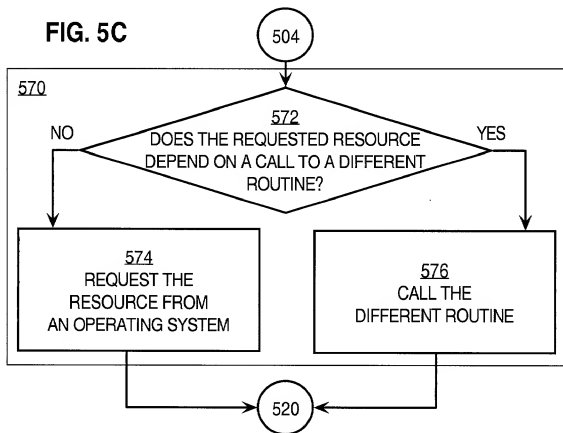 FIG. 5C
504
570
572
NO
DOES THE REQUESTED RESOURCE
YES
DEPEND ON A CALL TO A DIFFERENT
ROUTINE?
574
REQUEST THE
RESOURCE FROM
AN OPERATING SYSTEM
576
CALL THE
DIFFERENT ROUTINE
520